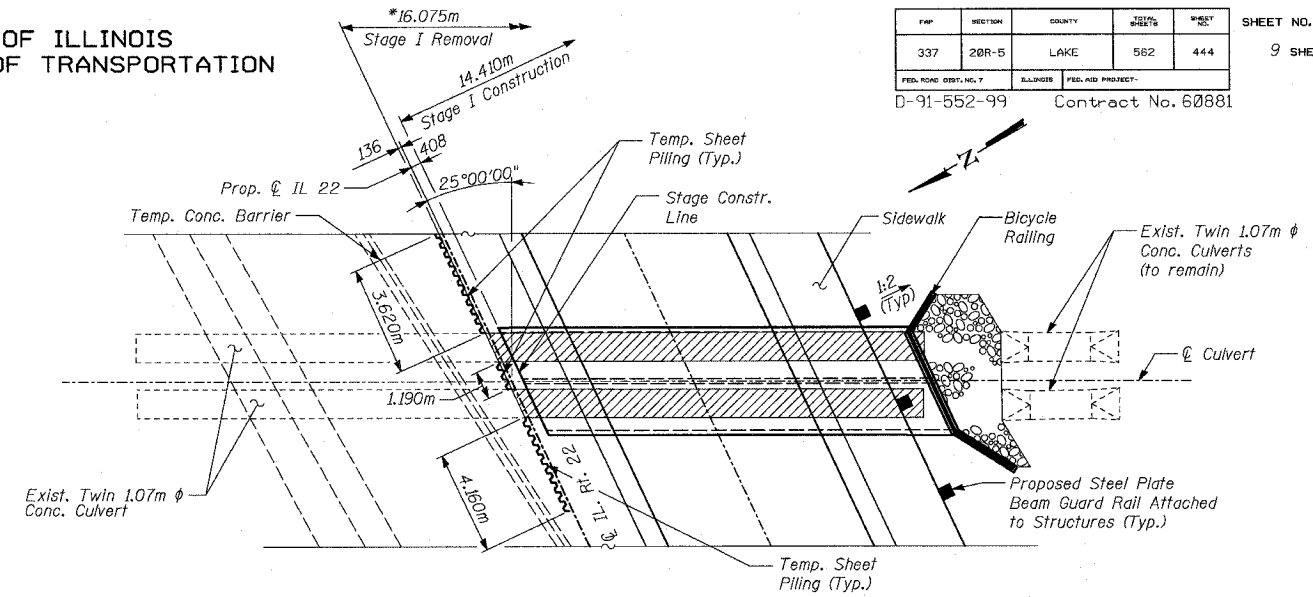 OF ILLINOIS
OF TRANSPORTATION
*16.075m
Stage I Removal
14.410m
Stage I Construction
136
408
25°00'00"
Prop. ℄ IL 22
Temp. Conc. Barrier
Temp. Sheet
Piling (Typ.)
Stage Constr.
Line
FAP
SECTION
COUNTY
TOTAL
SHEETS
SHEET
NO.
337
20R-5
LAKE
562
444
FED. ROAD DIST. NO. 7
ILLINOIS
FED. AID PROJECT-
SHEET NO.
9 SHE
D-91-552-99
Contract No. 60881
N
Sidewalk
Bicycle
Railing
1:2
(Typ)
Exist. Twin 1.07m ϕ
Conc. Culverts
(to remain)
℄ Culvert
3.620m
1.190m
4.160m
℄ IL. Rt. 22
Exist. Twin 1.07m ϕ
Conc. Culvert
Proposed Steel Plate
Beam Guard Rail Attached
to Structures (Typ.)
Temp. Sheet
Piling (Typ.)